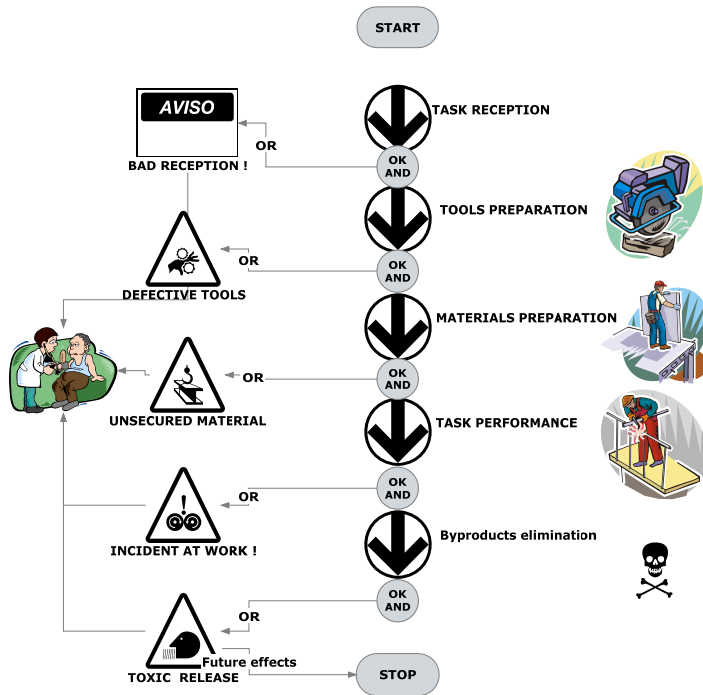 START
AVISO
TASK RECEPTION
OR
BAD RECEPTION !
OK
AND
TOOLS PREPARATION
OR
OK
AND
DEFECTIVE TOOLS
MATERIALS PREPARATION
OR
OK
AND
UNSECURED MATERIAL
TASK PERFORMANCE
OR
OK
AND
INCIDENT AT WORK !
Byproducts elimination
OK
AND
OR
Future effects
TOXIC RELEASE
STOP